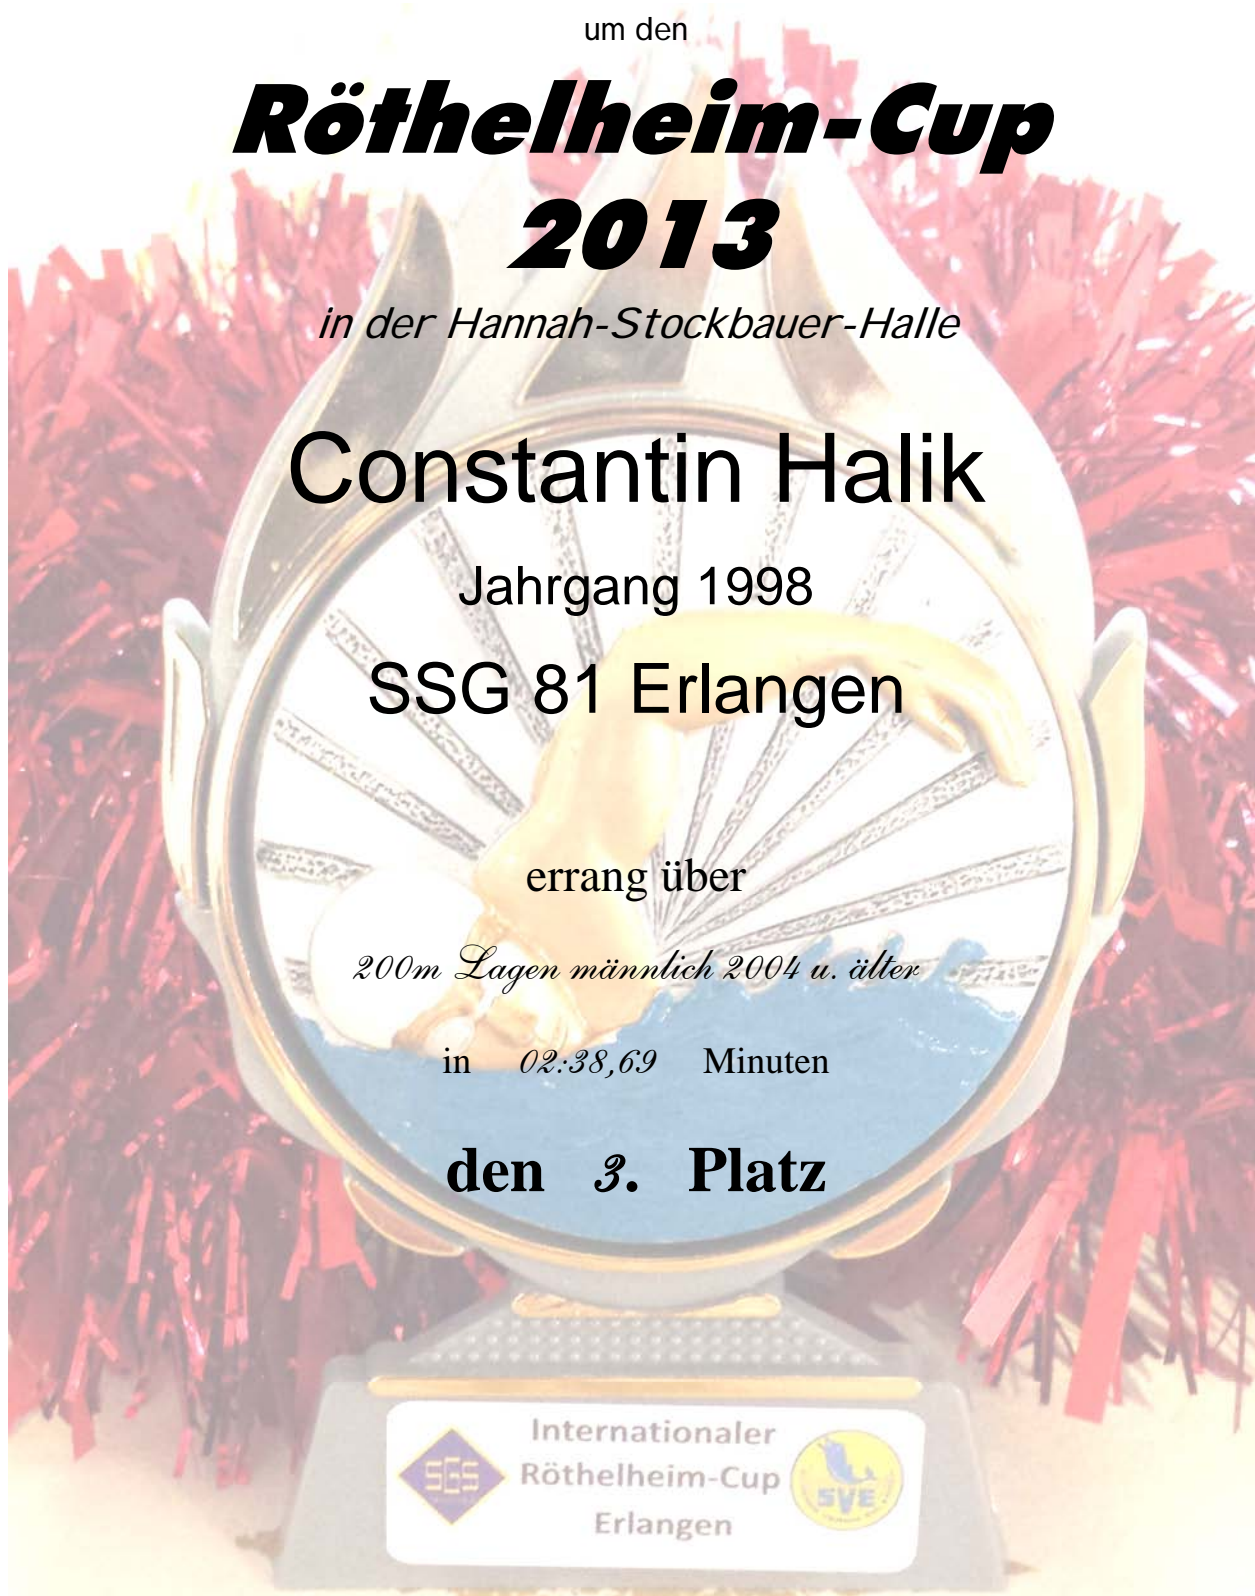 um den
Röthelheim-Cup
2013
in der Hannah-Stockbauer-Halle
Constantin Halik
Jahrgang 1998
SSG 81 Erlangen
errang über
200m Lagen männlich 2004 u. älter
in 02:38,69 Minuten
den 3. Platz
Internationaler
SGS Röthelheim-Cup SVE
Erlangen